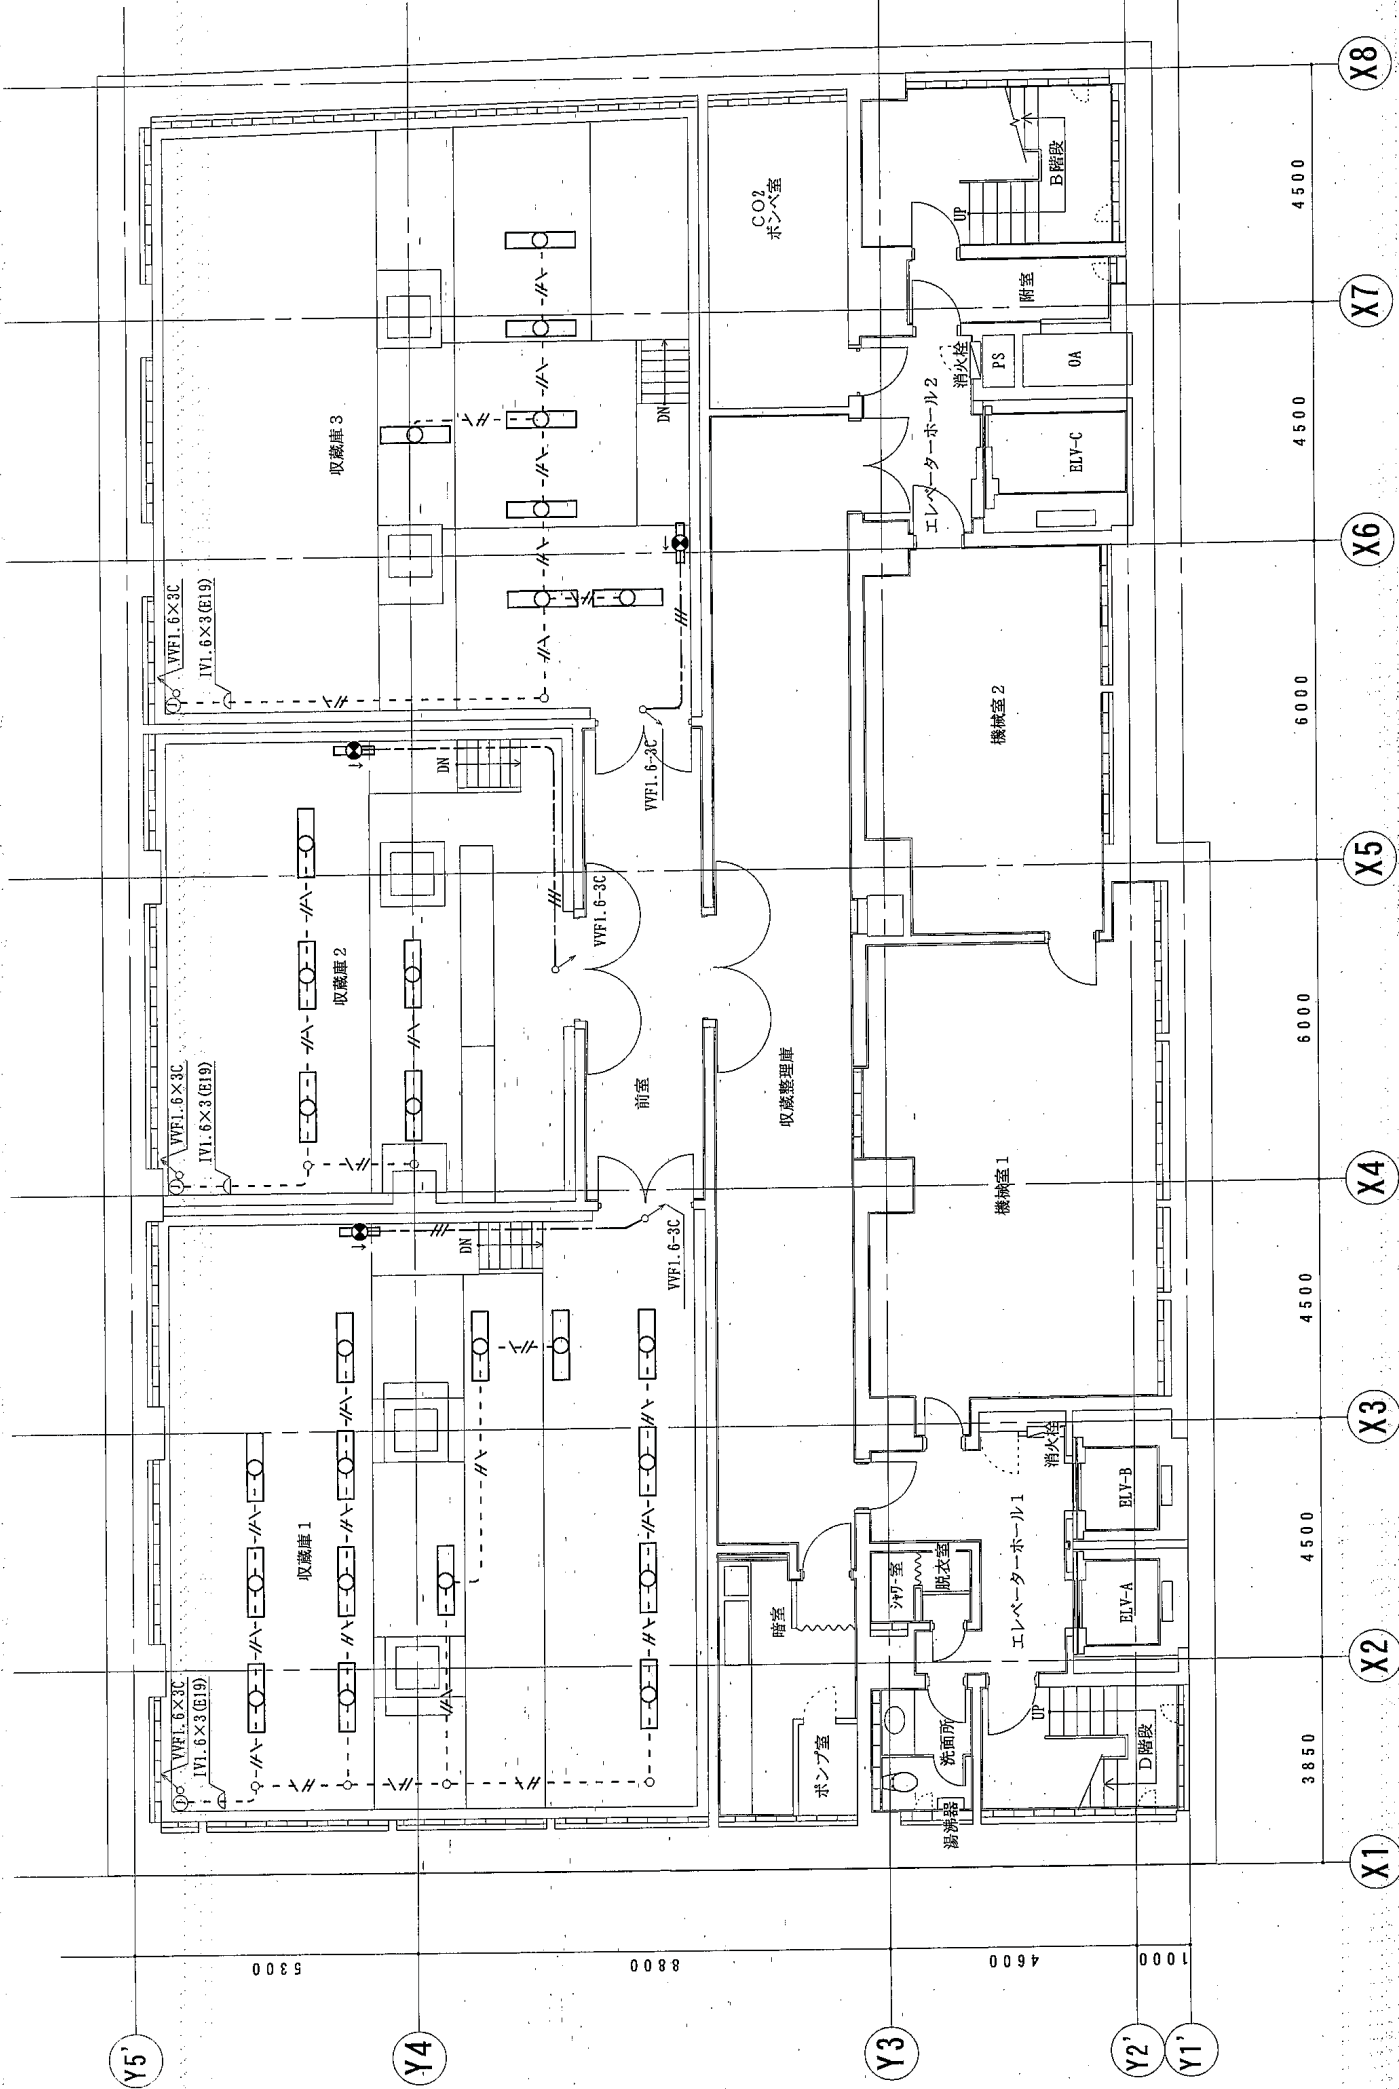 収蔵庫1
収蔵庫2
収蔵庫3
VVF1.6×3C
IV1.6×3(E19)
VVF1.6×3C
IV1.6×3(E19)
VVF1.6×3C
IV1.6×3(E19)
DN
DN
DN
VVF1.6-3C
VVF1.6-3C
VVF1.6-3C
前室
収蔵整理庫
CO2
ボンベ室
暗室
ポンプ室
シャワー室
脱衣室
洗面所
湯沸器
エレベーターホール1
消火栓
機械室1
機械室2
エレベーターホール2
消火栓
PS
OA
附室
UP
B階段
UP
D階段
ELV-A
ELV-B
ELV-C
3850
4500
4500
6000
6000
4500
4500
X1
X2
X3
X4
X5
X6
X7
X8
5300
8800
4600
1000
Y5'
Y4
Y3
Y2'
Y1'